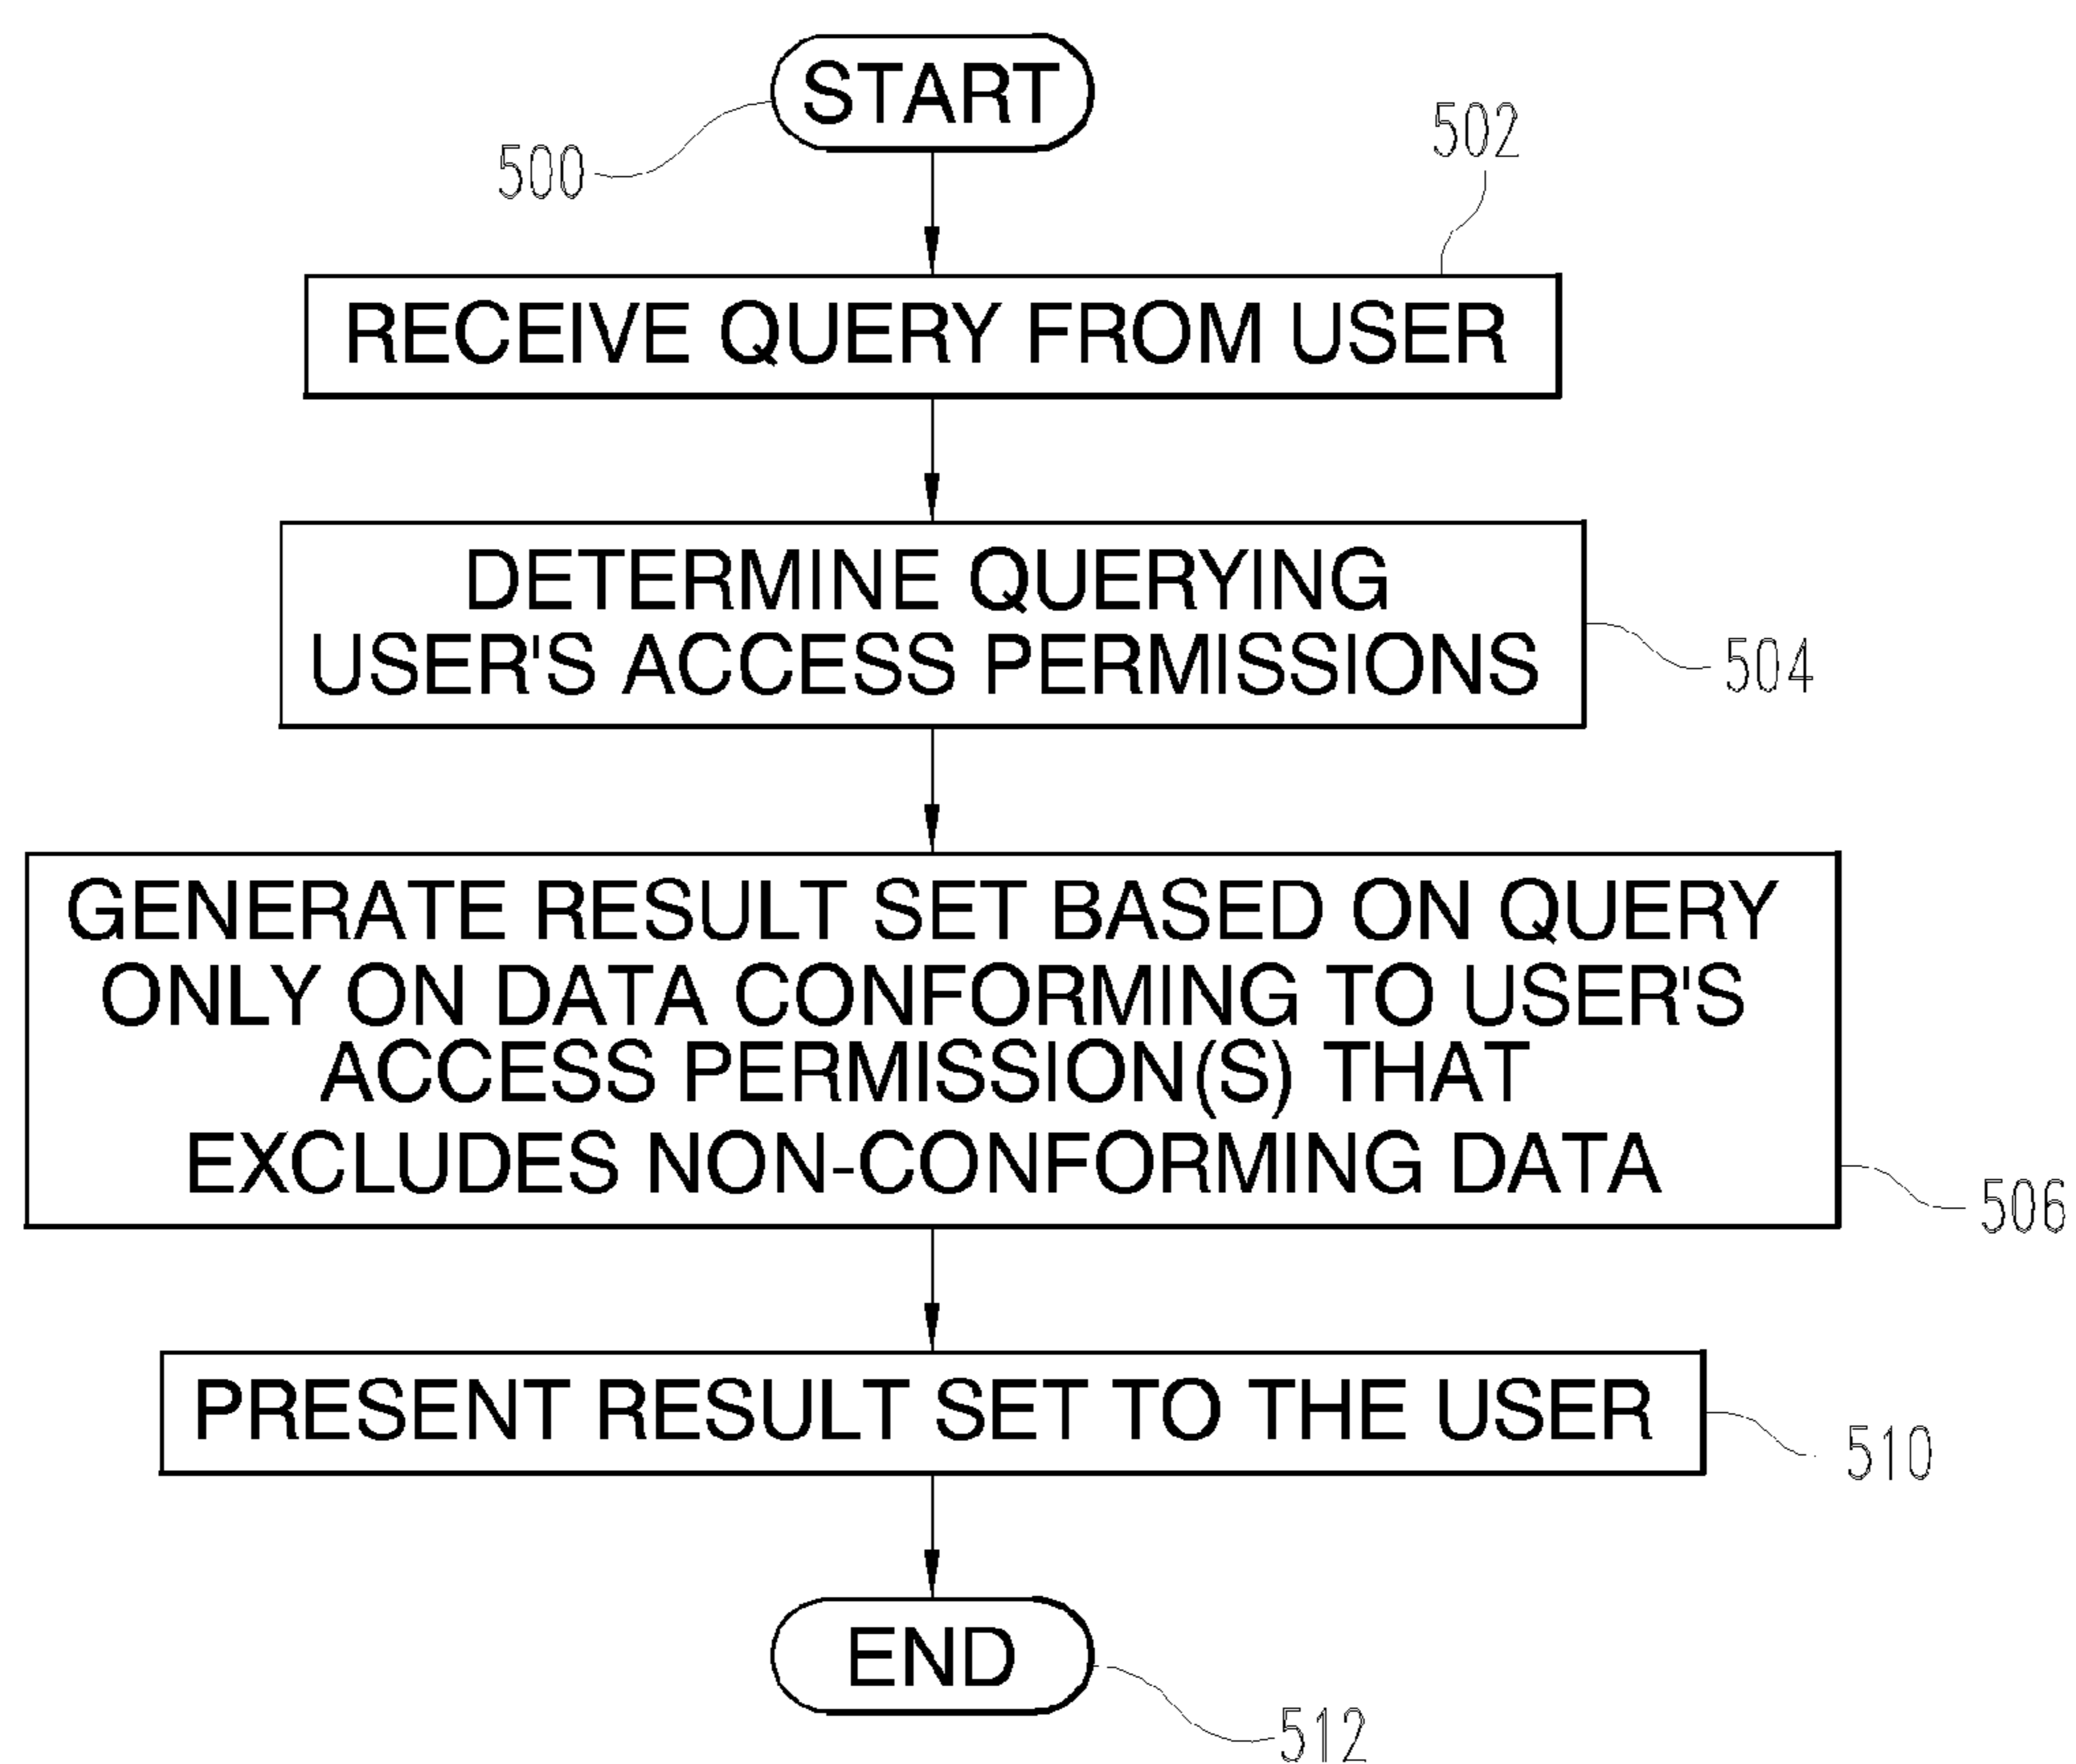 START
500
502
RECEIVE QUERY FROM USER
DETERMINE QUERYING
USER'S ACCESS PERMISSIONS
504
GENERATE RESULT SET BASED ON QUERY
ONLY ON DATA CONFORMING TO USER'S
ACCESS PERMISSION(S) THAT
EXCLUDES NON-CONFORMING DATA
506
PRESENT RESULT SET TO THE USER
510
END
512